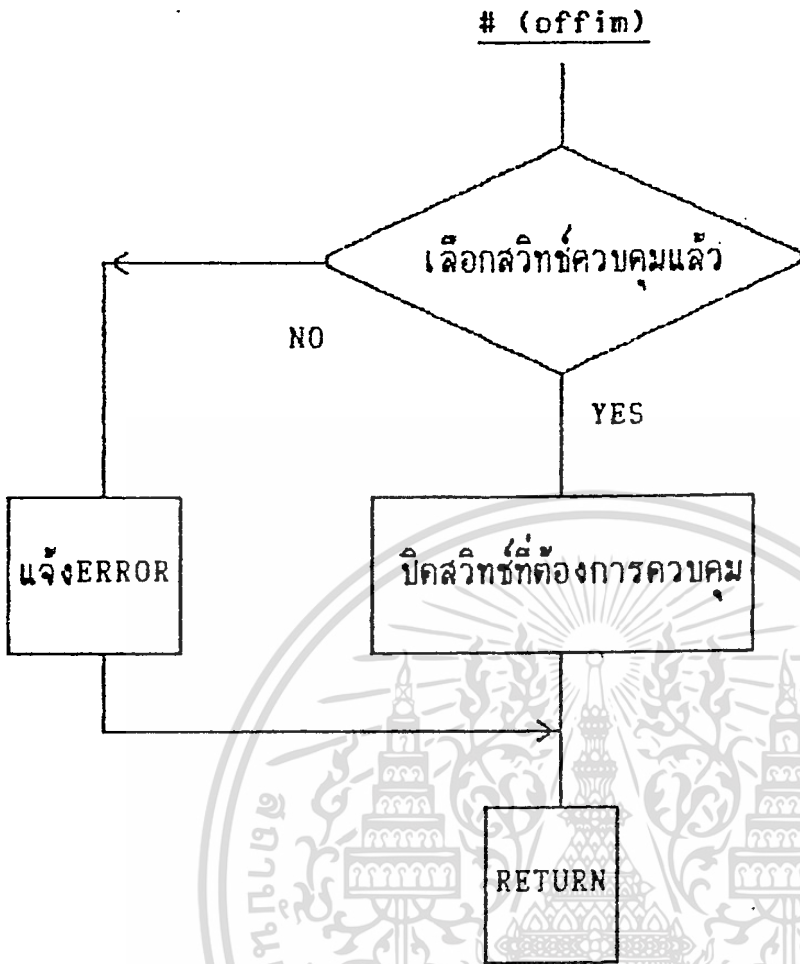 # (offim)
เลือกสวิทช์ควบคุมแล้ว
NO
YES
แจ้งERROR
ปิดสวิทช์ที่ต้องการควบคุม
RETURN